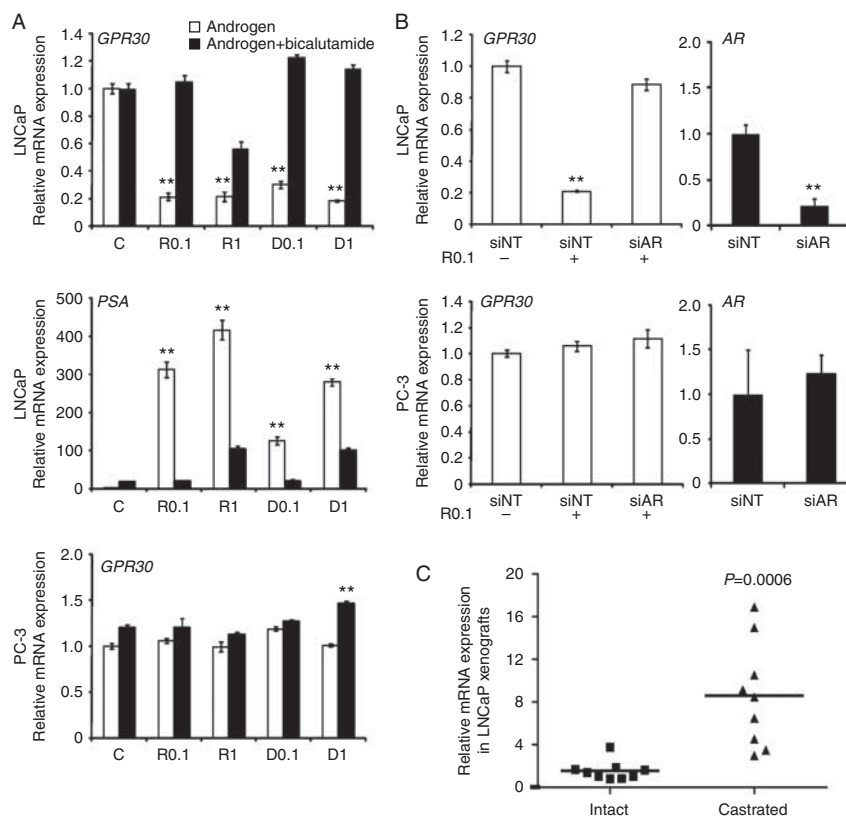 A
GPR30
Androgen
Androgen+bicalutamide
LNCaP
Relative mRNA expression
1.4
1.2
1.0
0.8
0.6
0.4
0.2
0
** ** ** **
C R0.1 R1 D0.1 D1
PSA
LNCaP
Relative mRNA expression
500
400
300
200
100
** ** ** **
C R0.1 R1 D0.1 D1
GPR30
PC-3
Relative mRNA expression
2.0
1.5
1.0
0.5
0
**
C R0.1 R1 D0.1 D1
B
GPR30
LNCaP
Relative mRNA expression
1.2
1.0
0.8
0.6
0.4
0.2
0
**
siNT siNT siAR
R0.1 – + +
AR
2.0
1.5
1.0
0.5
0
**
siNT siAR
GPR30
PC-3
Relative mRNA expression
1.4
1.2
1.0
0.8
0.6
0.4
0.2
0
siNT siNT siAR
R0.1 – + +
AR
2.0
1.5
1.0
0.5
0
siNT siAR
C
Relative mRNA expression
in LNCaP xenografts
20
16
12
8
4
0
P=0.0006
Intact Castrated